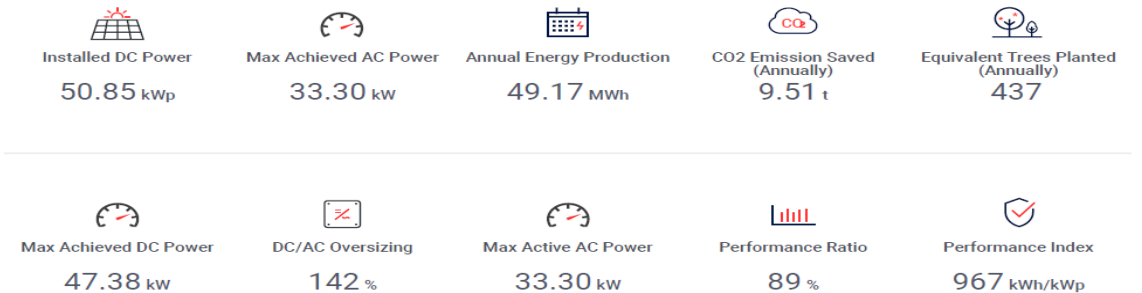 CO2
Installed DC Power
50.85 kWp
Max Achieved AC Power
33.30 kW
Annual Energy Production
49.17 MWh
CO2 Emission Saved
(Annually)
9.51 t
Equivalent Trees Planted
(Annually)
437
Max Achieved DC Power
47.38 kW
DC/AC Oversizing
142 %
Max Active AC Power
33.30 kW
Performance Ratio
89 %
Performance Index
967 kWh/kWp